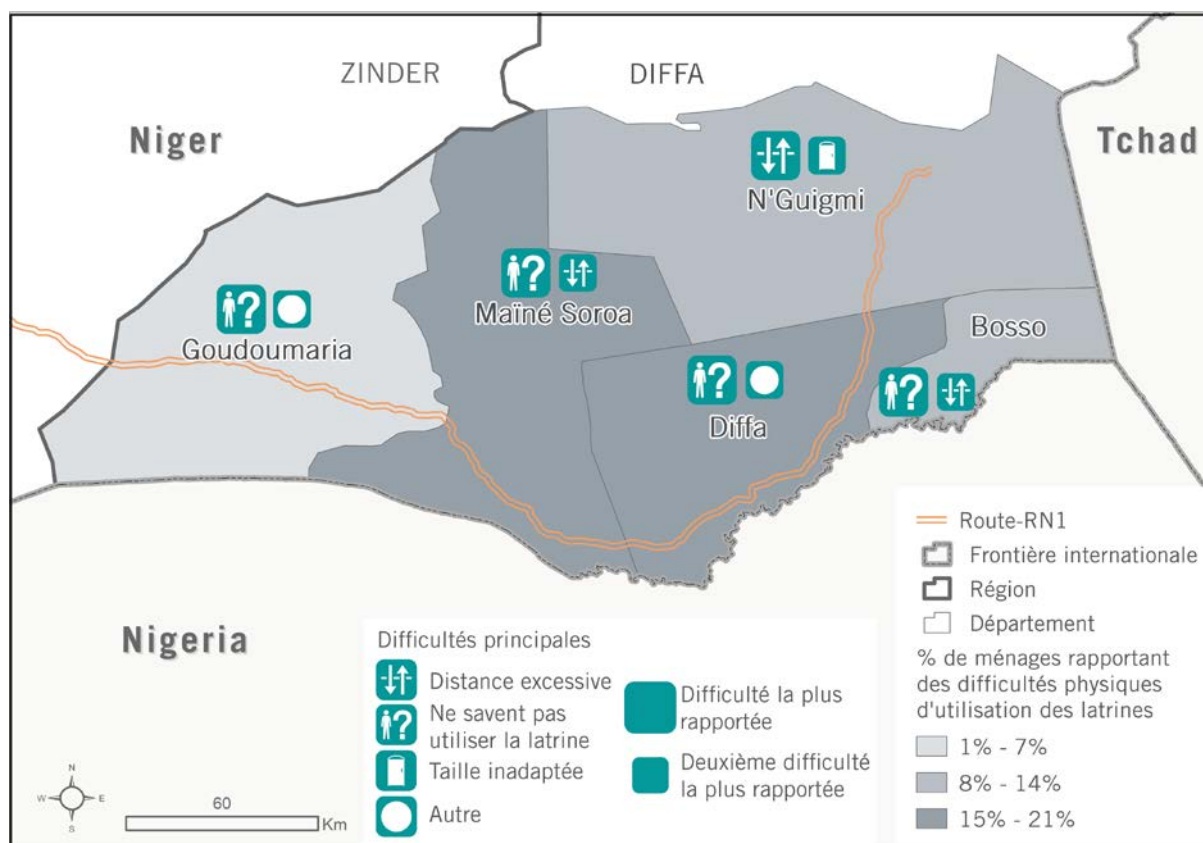 ZINDER
DIFFA
Niger
Tchad
N'Guigmi
Maïné Soroa
Goudoumaria
Bosso
Diffa
Nigeria
Route-RN1
Frontière internationale
Région
Département
% de ménages rapportant
des difficultés physiques
d'utilisation des latrines
1% - 7%
8% - 14%
15% - 21%
Difficultés principales
Distance excessive
Ne savent pas
utiliser la latrine
Taille inadaptée
Autre
Difficulté la plus
rapportée
Deuxième difficulté
la plus rapportée
N
W
E
S
60
Km